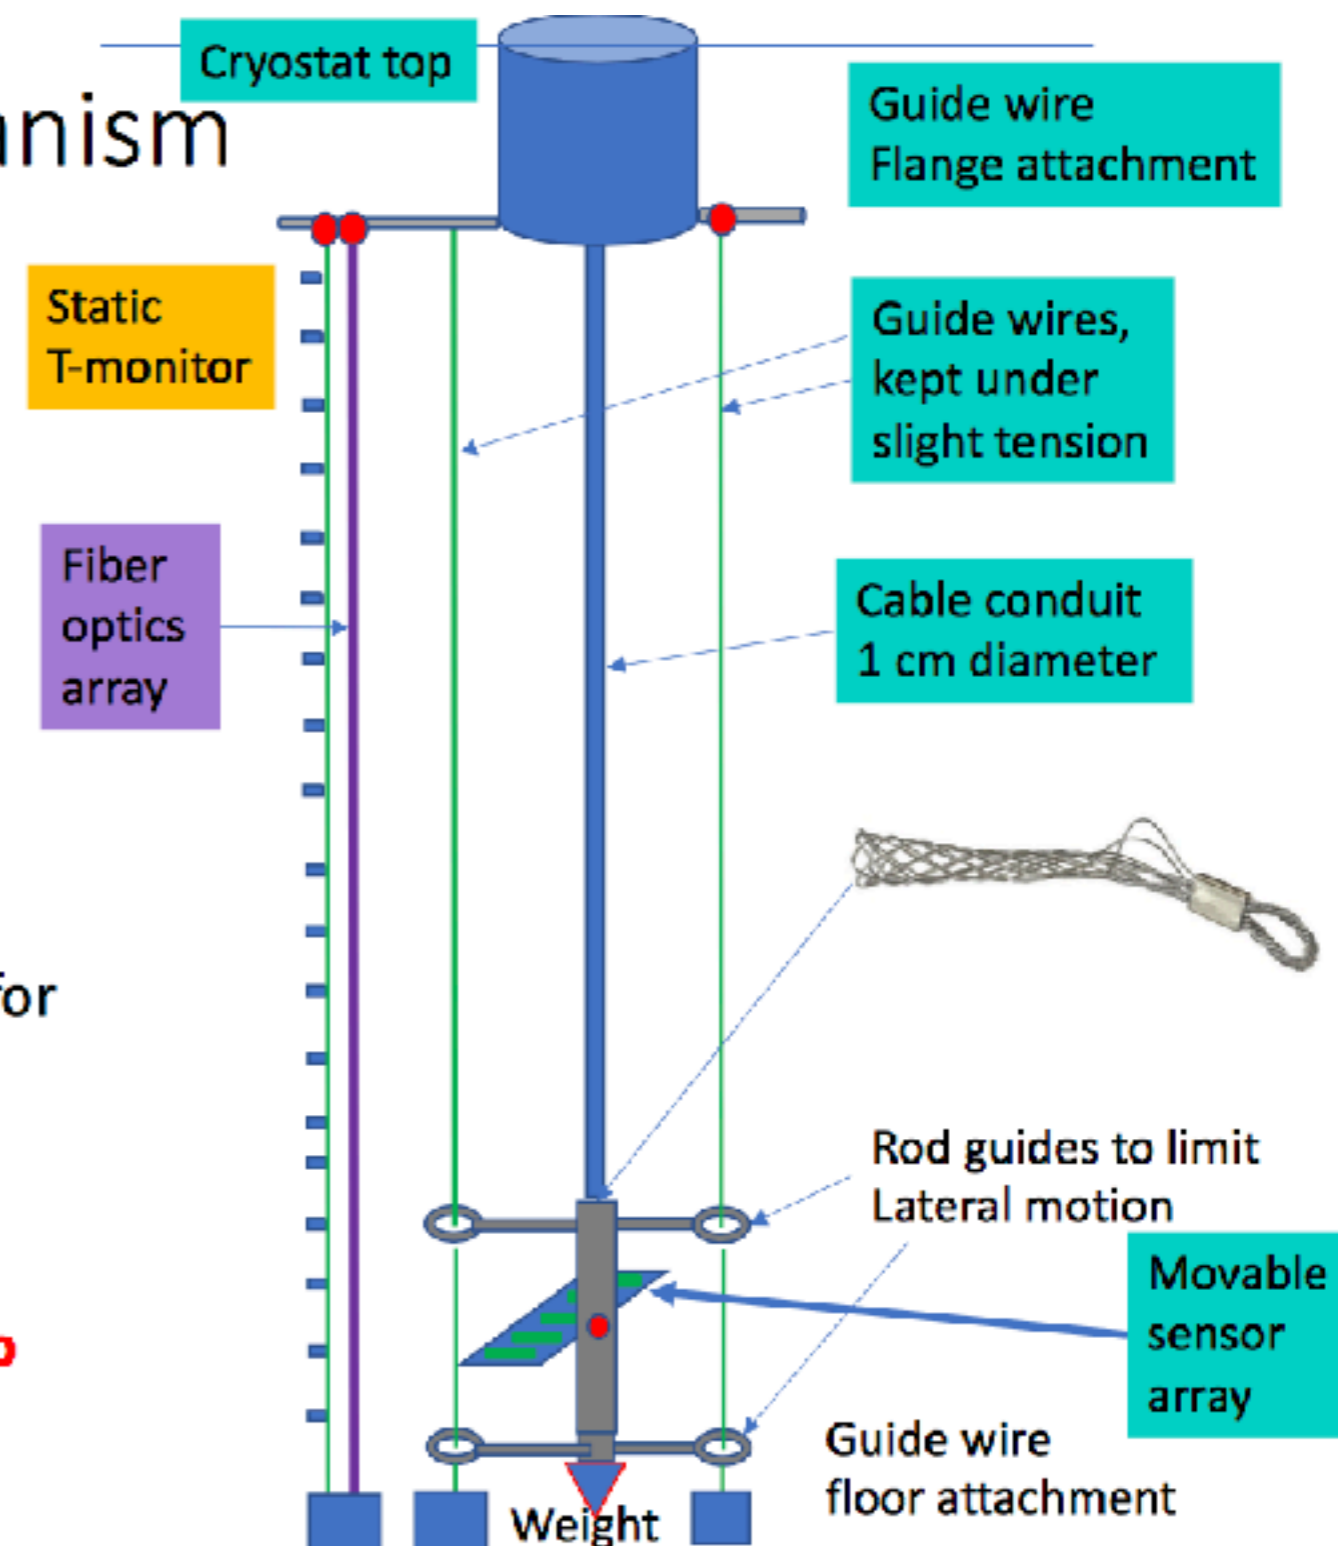 Cryostat top
anism
Guide wire
Flange attachment
Static
T-monitor
Guide wires,
kept under
slight tension
Fiber
optics
array
Cable conduit
1 cm diameter
for
Rod guides to limit
Lateral motion
Movable
sensor
array
Guide wire
floor attachment
Weight